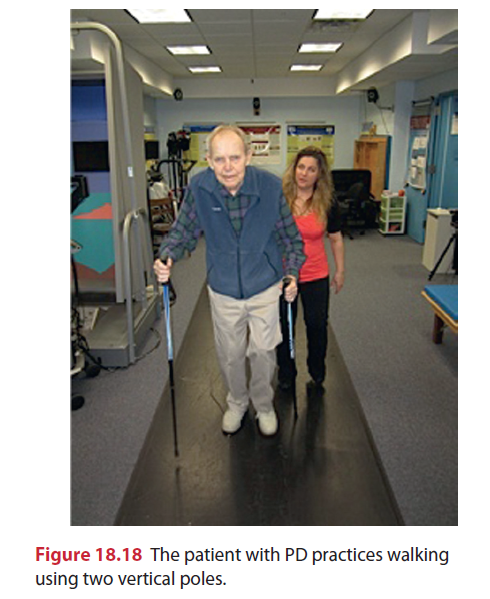 Figure 18.18 The patient with PD practices walking
using two vertical poles.